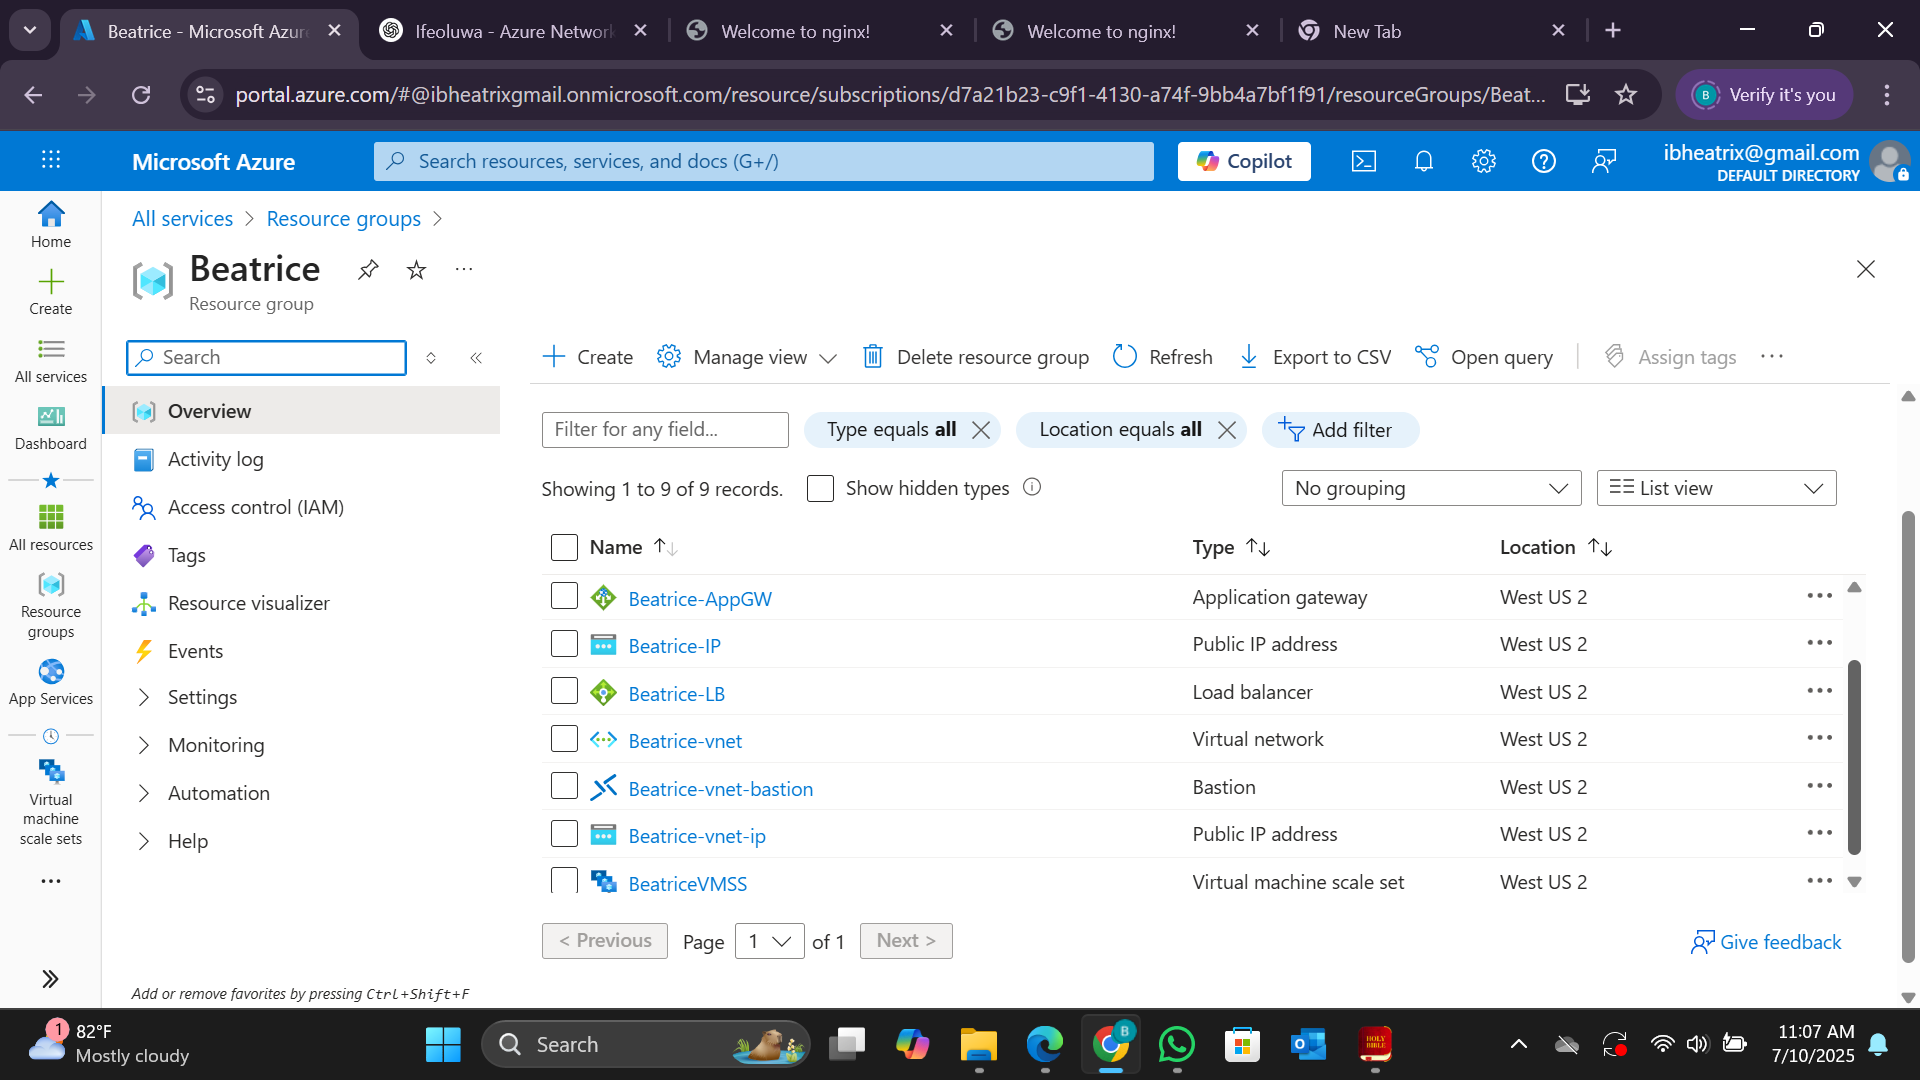 Beatrice - Microsoft Azur
Ifeoluwa - Azure Network
Welcome to nginx!
Welcome to nginx!
New Tab
portal.azure.com/#@ibheatrixgmail.onmicrosoft.com/resource/subscriptions/d7a21b23-c9f1-4130-a74f-9bb4a7bf1f91/resourceGroups/Beat...
B
Verify it's you
Microsoft Azure
Search resources, services, and docs (G+/)
Copilot
ibheatrix@gmail.com
DEFAULT DIRECTORY
Home
Create
All services
Dashboard
All resources
Resource
groups
App Services
Virtual
machine
scale sets
All services > Resource groups >
Beatrice
Resource group
Search
Overview
Activity log
Access control (IAM)
Tags
Resource visualizer
Events
Settings
Monitoring
Automation
Help
Add or remove favorites by pressing Ctrl+Shift+F
Create
Manage view
Delete resource group
Refresh
Export to CSV
Open query
Assign tags
Filter for any field...
Type equals all
Location equals all
Add filter
Showing 1 to 9 of 9 records.
Show hidden types
No grouping
List view
Name Type Location
Beatrice-AppGW Application gateway West US 2
Beatrice-IP Public IP address West US 2
Beatrice-LB Load balancer West US 2
Beatrice-vnet Virtual network West US 2
Beatrice-vnet-bastion Bastion West US 2
Beatrice-vnet-ip Public IP address West US 2
BeatriceVMSS Virtual machine scale set West US 2
< Previous Page 1 of 1 Next >
Give feedback
1
82°F
Mostly cloudy
Search
B
HOLY
BIBLE
11:07 AM
7/10/2025